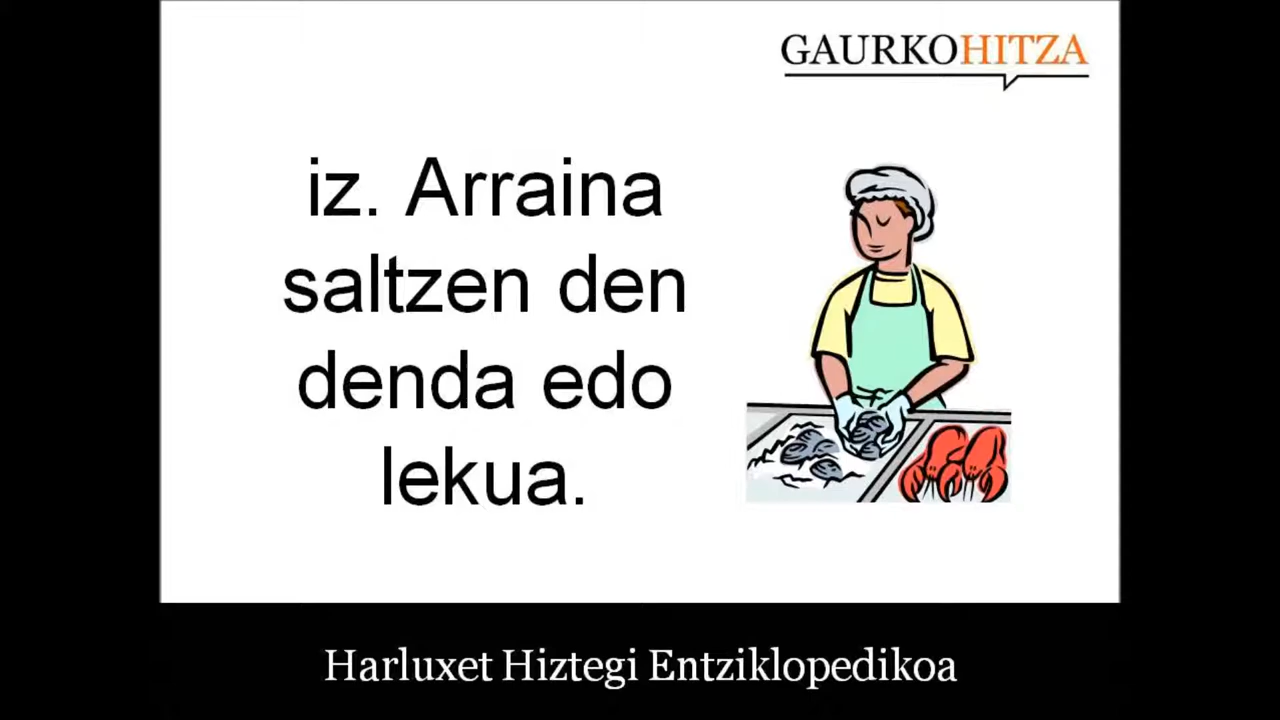 GAURKOHITZA
iz. Arraina
saltzen den
denda edo
lekua.
Harluxet Hiztegi Entziklopedikoa